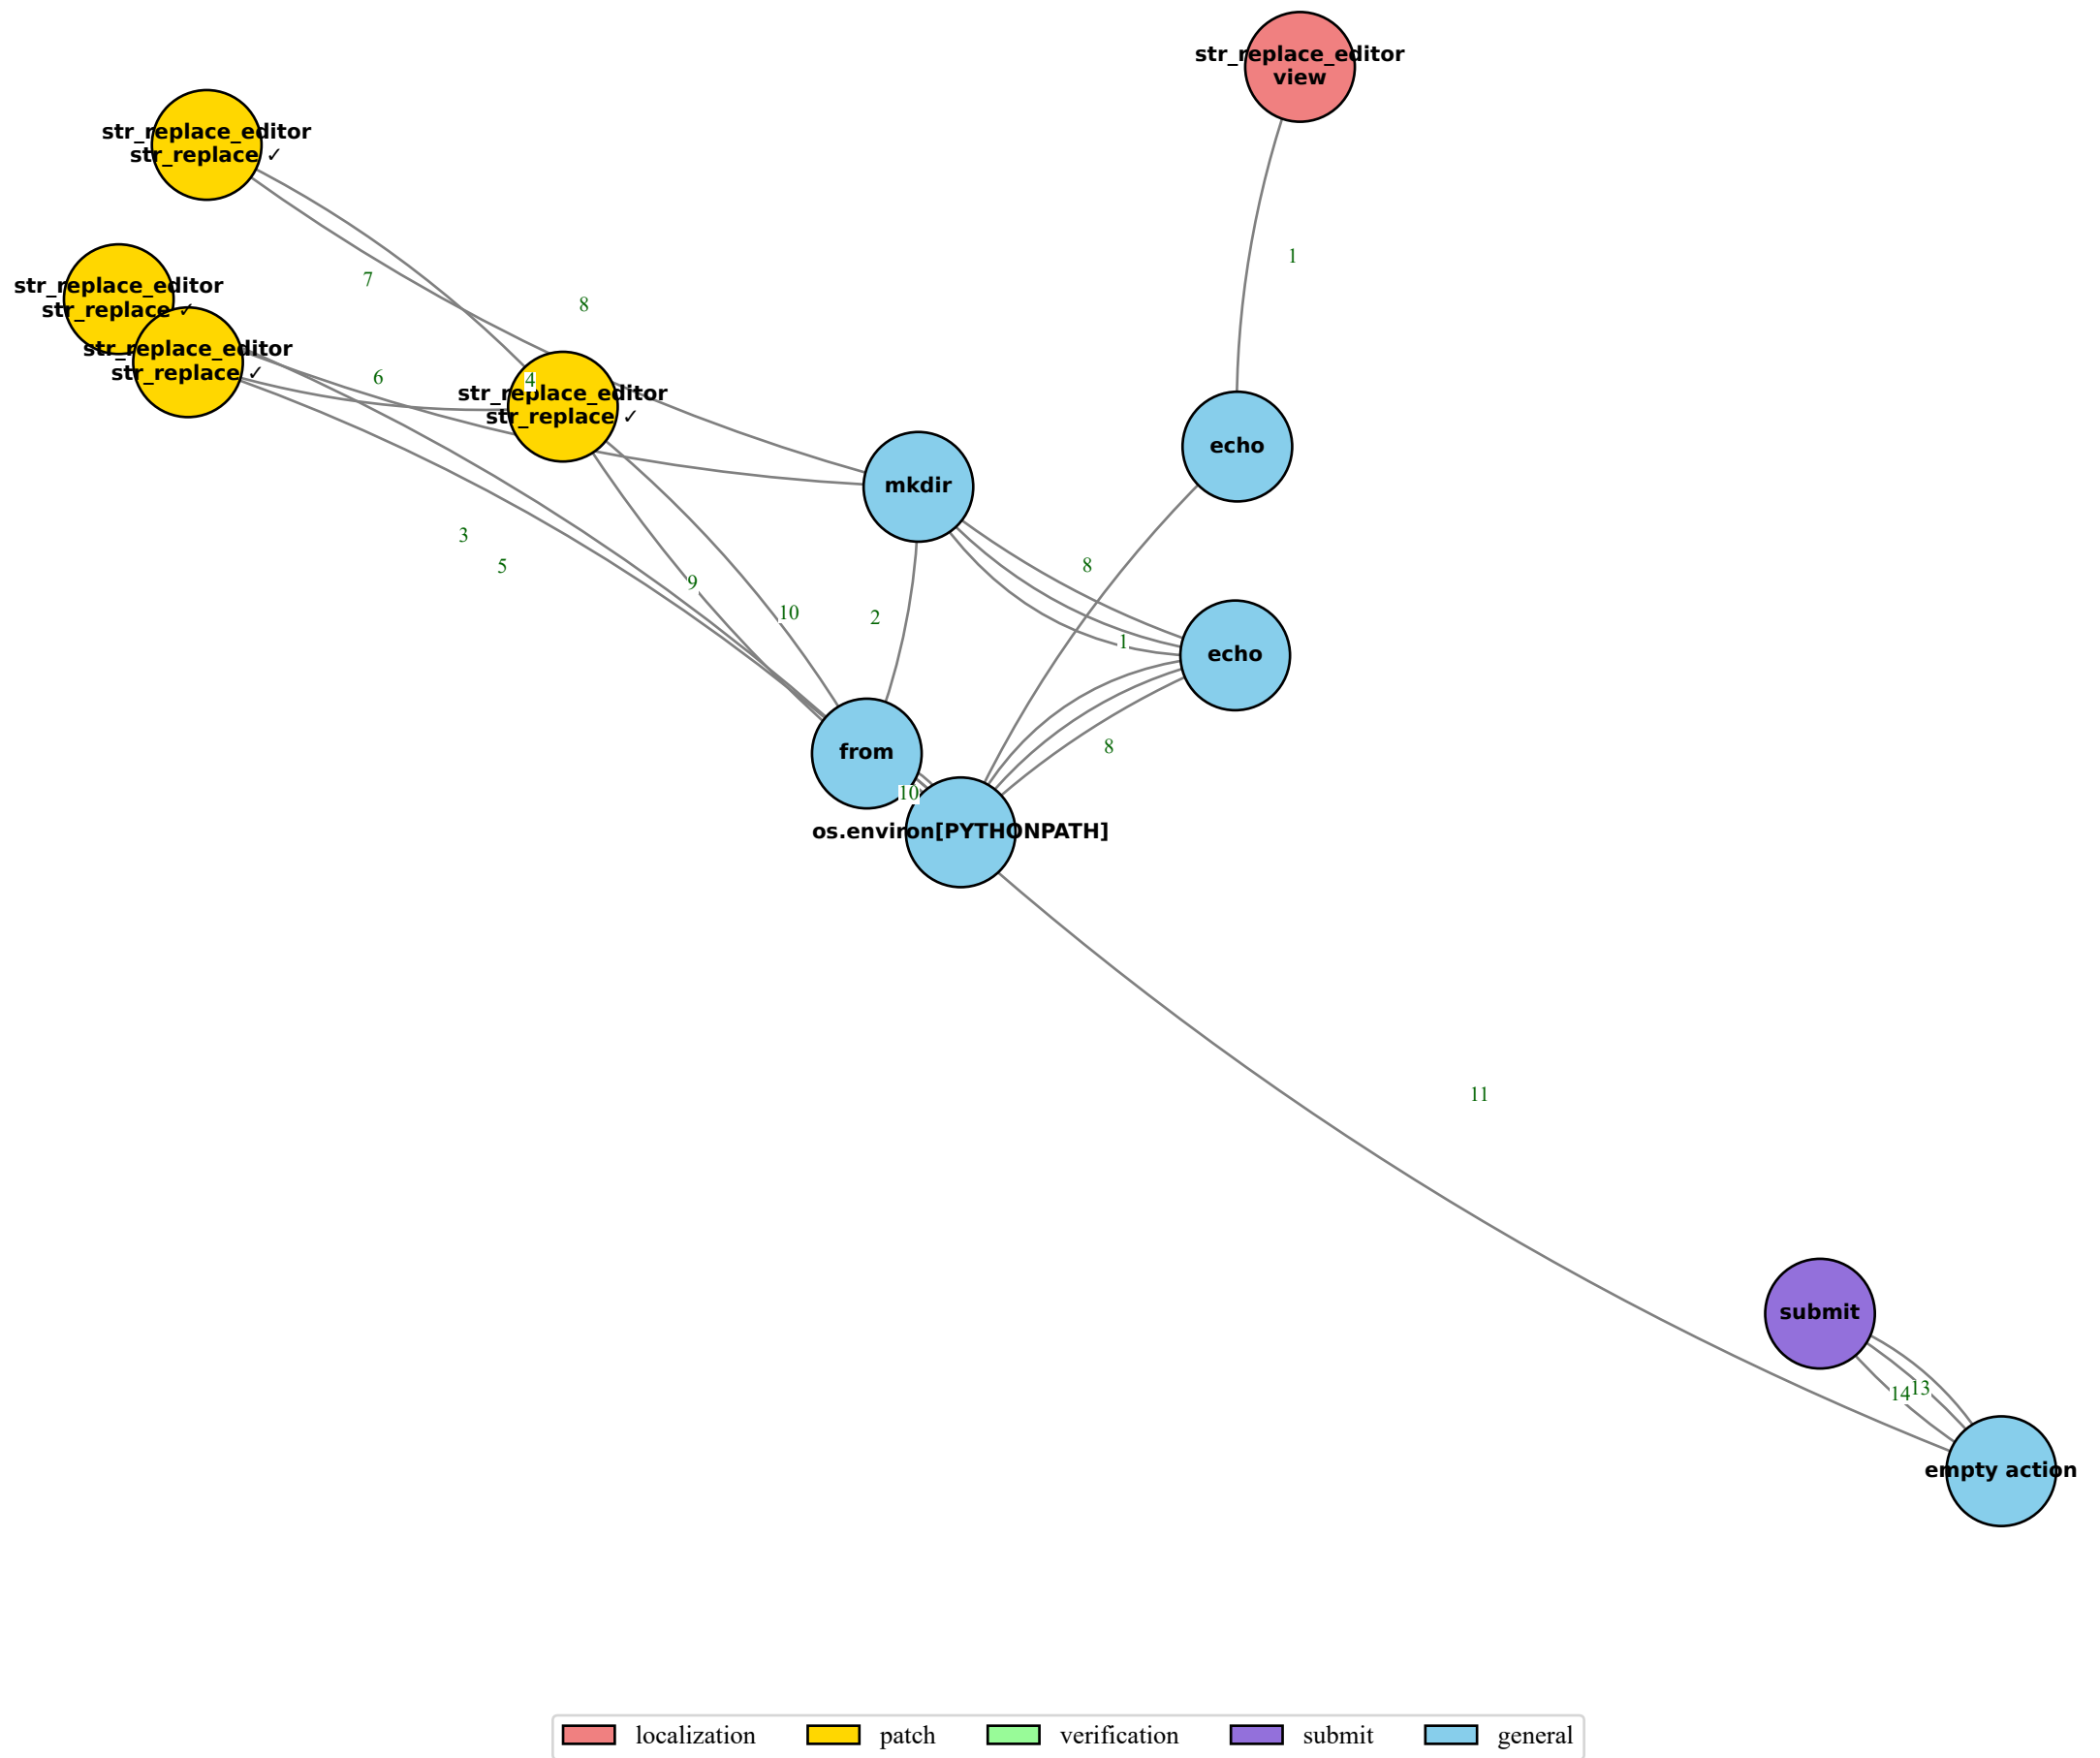 str_replace_editor
view
1
str_replace_editor
str_replace ✓
7
8
str_replace_editor
str_replace ✓
str_replace_editor
str_replace ✓
6
4
str_replace_editor
str_replace ✓
echo
mkdir
3
5
9
10
2
8
1
echo
8
from
10
os.environ[PYTHONPATH]
11
submit
14
13
empty action
localization
patch
verification
submit
general